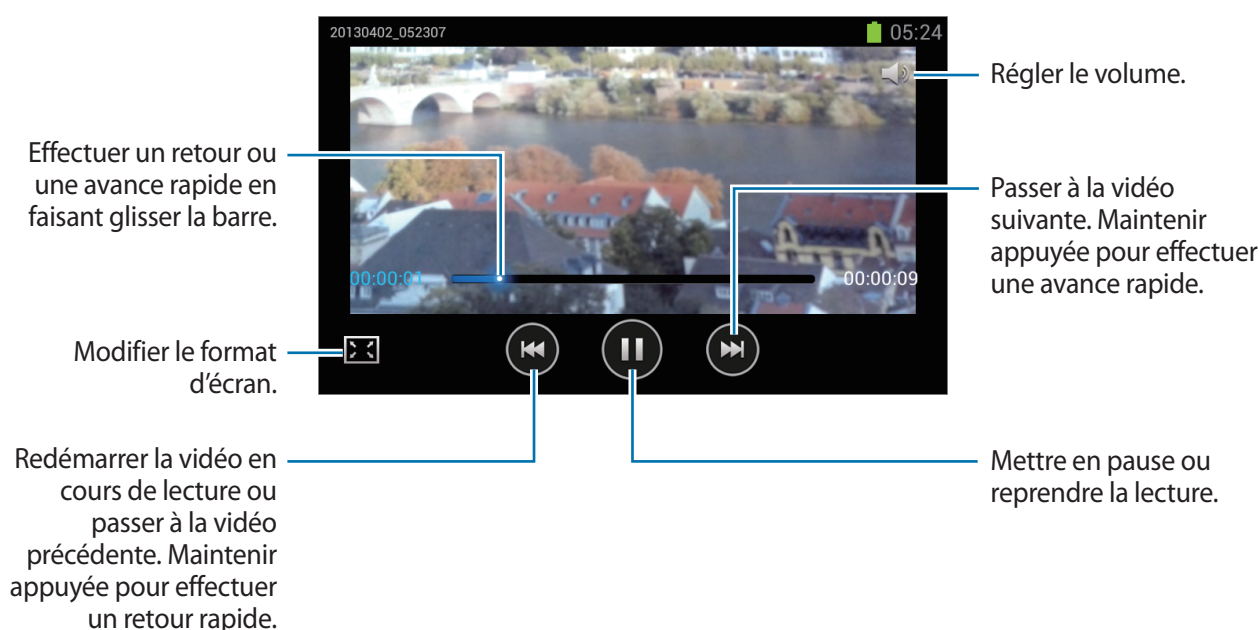 20130402_052307
05:24
Régler le volume.
Effectuer un retour ou
une avance rapide en
faisant glisser la barre.
Passer à la vidéo
suivante. Maintenir
appuyée pour effectuer
une avance rapide.
00:00:01
00:00:09
Modifier le format
d'écran.
Redémarrer la vidéo en
cours de lecture ou
passer à la vidéo
précédente. Maintenir
appuyée pour effectuer
un retour rapide.
Mettre en pause ou
reprendre la lecture.